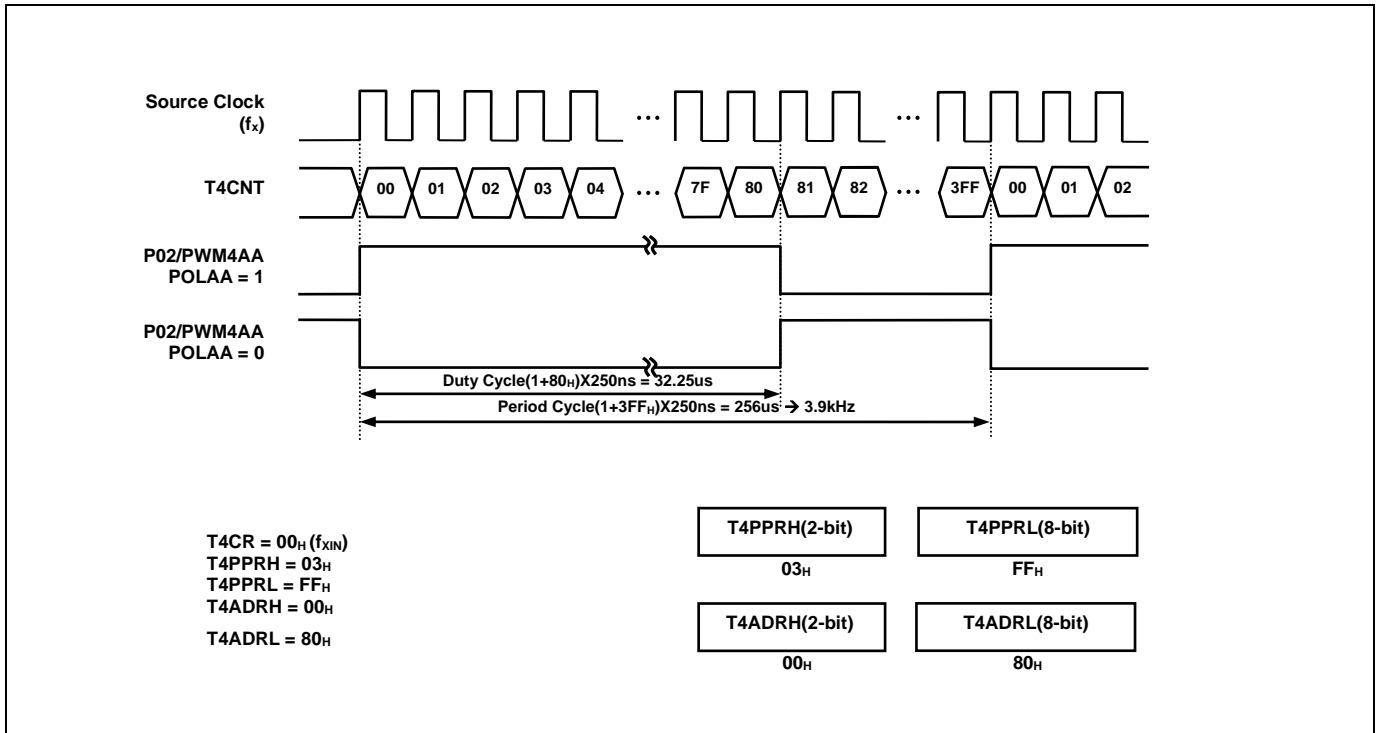 Source Clock
(fx)
...
...
T4CNT
00 01 02 03 04 ... 7F 80 81 82 ... 3FF 00 01 02
P02/PWM4AA
POLAA = 1
P02/PWM4AA
POLAA = 0
Duty Cycle(1+80H)X250ns = 32.25us
Period Cycle(1+3FFH)X250ns = 256us → 3.9kHz
T4CR = 00H (fXIN)
T4PPRH = 03H
T4PPRL = FFH
T4ADRH = 00H
T4ADRL = 80H
T4PPRH(2-bit) T4PPRL(8-bit)
03H FFH
T4ADRH(2-bit) T4ADRL(8-bit)
00H 80H